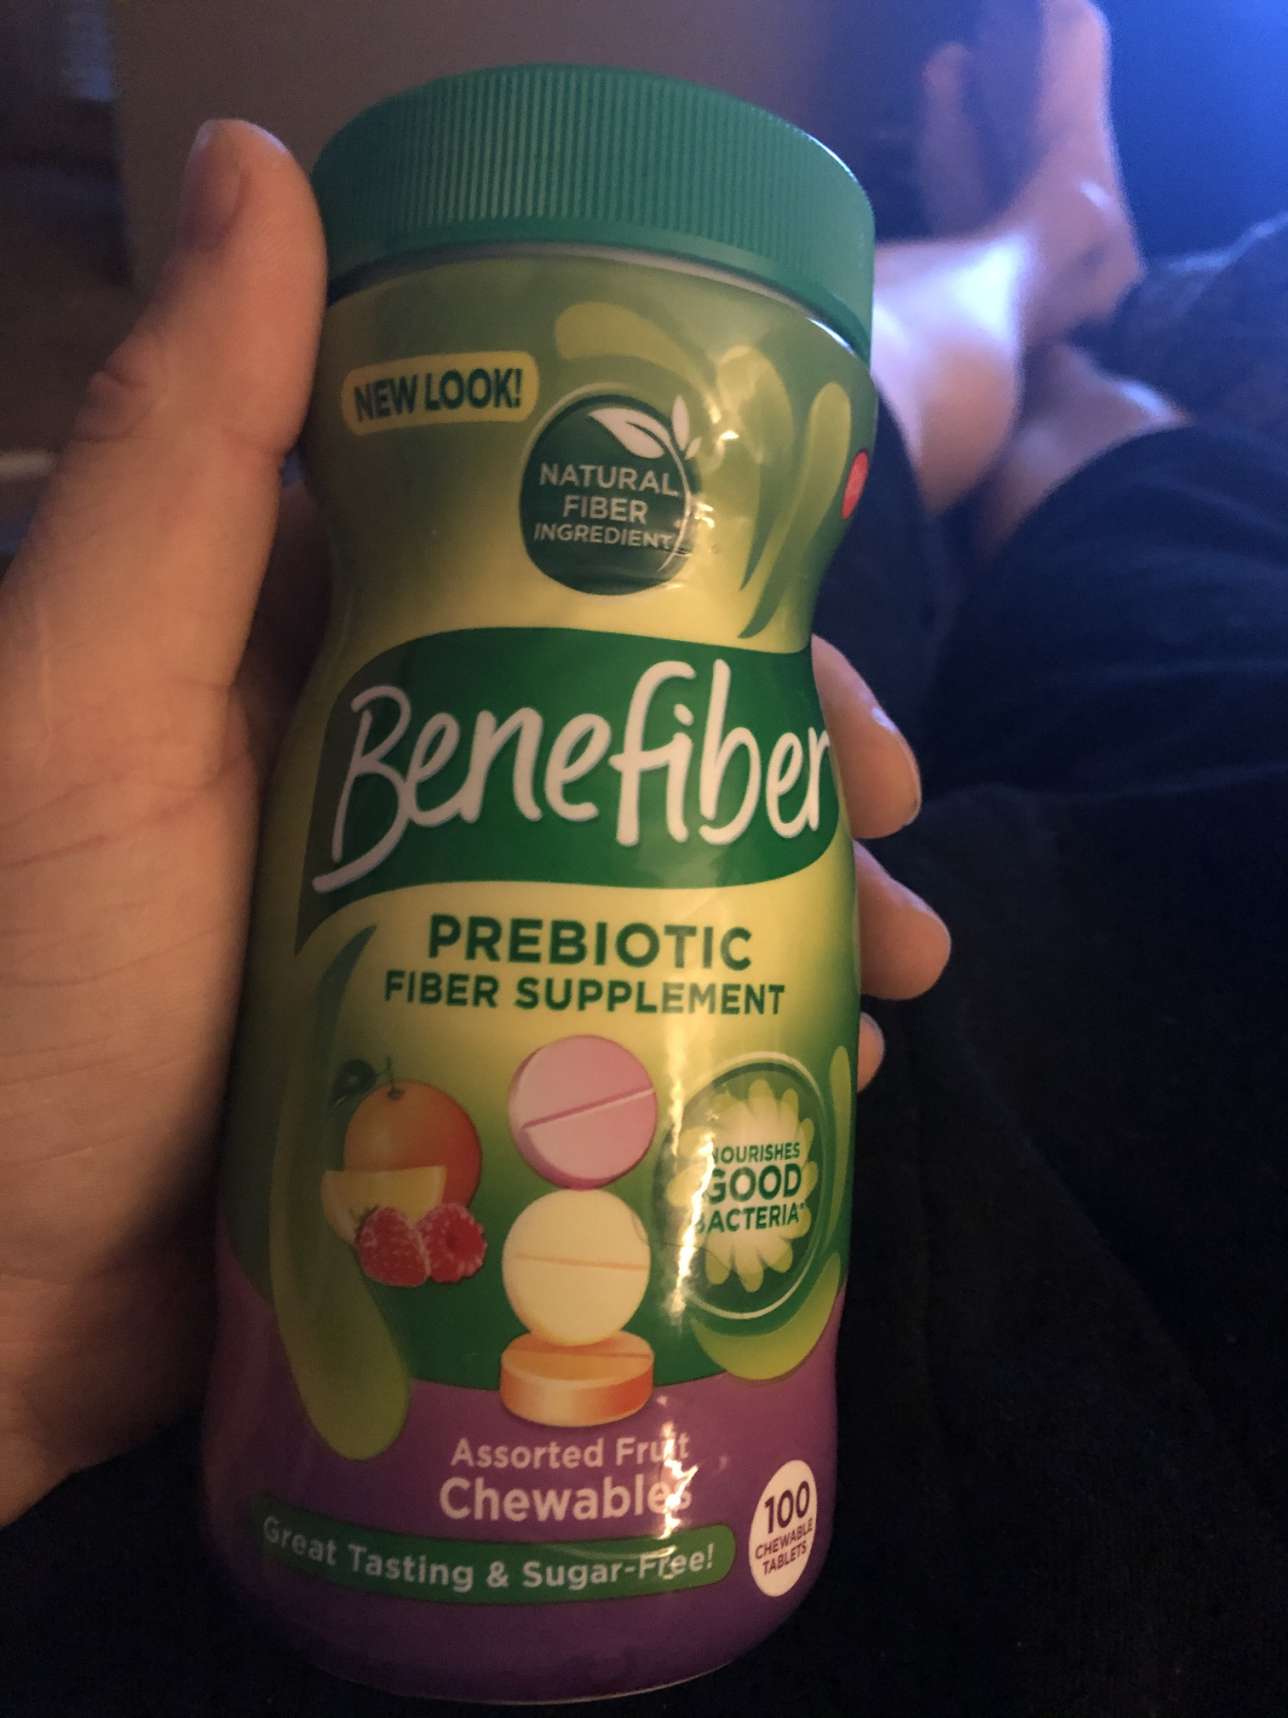 NEW LOOK!
NATURAL
FIBER
INGREDIENT
Benefiber
PREBIOTIC
FIBER SUPPLEMENT
NOURISHES
GOOD
BACTERIA*
Assorted Fruit
Chewables
Great Tasting & Sugar-Free!
100
CHEWABLE
TABLETS